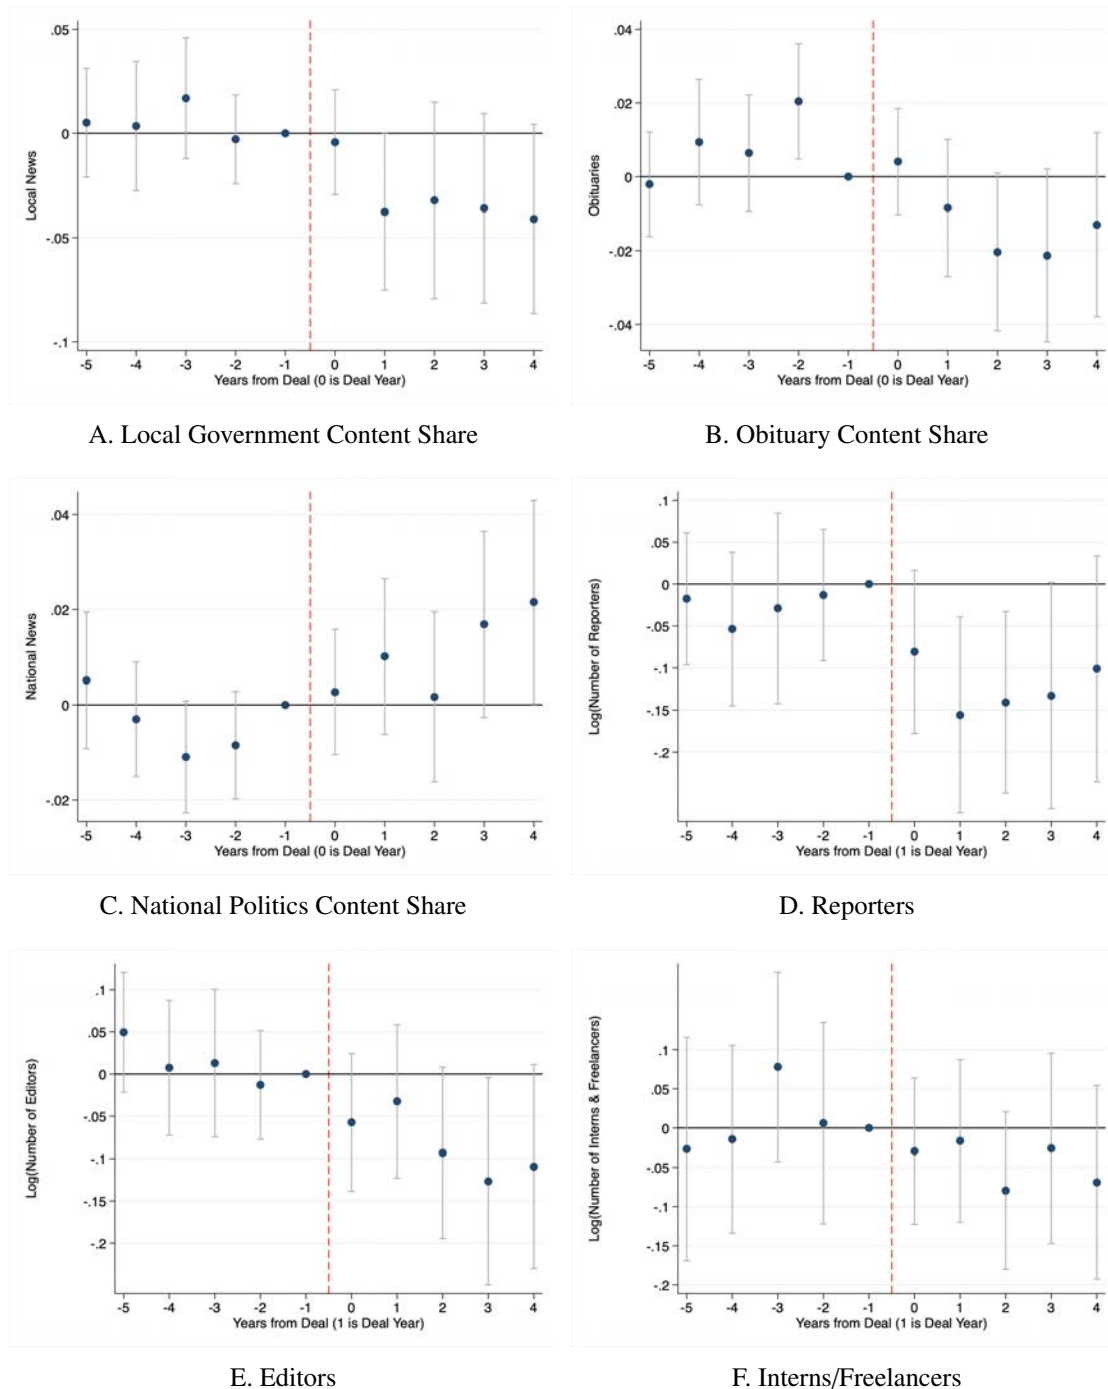 .05
0
-.05
-.1
Local News
-5 -4 -3 -2 -1 0 1 2 3 4
Years from Deal (0 is Deal Year)
A. Local Government Content Share
.04
.02
0
-.02
-.04
Obituaries
-5 -4 -3 -2 -1 0 1 2 3 4
Years from Deal (0 is Deal Year)
B. Obituary Content Share
.04
.02
0
-.02
National News
-5 -4 -3 -2 -1 0 1 2 3 4
Years from Deal (0 is Deal Year)
C. National Politics Content Share
.1
.05
0
-.05
-.1
-.15
-.2
Log(Number of Reporters)
-5 -4 -3 -2 -1 0 1 2 3 4
Years from Deal (1 is Deal Year)
D. Reporters
.1
.05
0
-.05
-.1
-.15
-.2
Log(Number of Editors)
-5 -4 -3 -2 -1 0 1 2 3 4
Years from Deal (1 is Deal Year)
E. Editors
.1
.05
0
-.05
-.1
-.15
-.2
Log(Number of Interns & Freelancers)
-5 -4 -3 -2 -1 0 1 2 3 4
Years from Deal (1 is Deal Year)
F. Interns/Freelancers